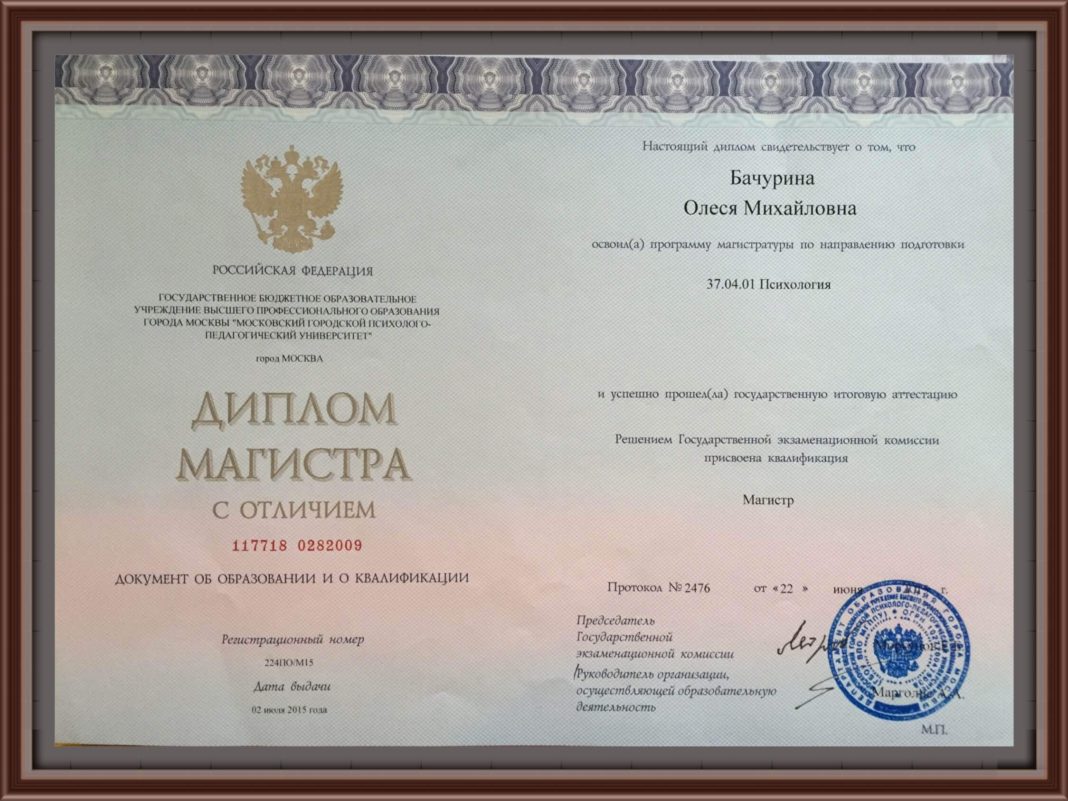 РОССИЙСКАЯ ФЕДЕРАЦИЯ
ГОСУДАРСТВЕННОЕ БЮДЖЕТНОЕ ОБРАЗОВАТЕЛЬНОЕ
УЧРЕЖДЕНИЕ ВЫСШЕГО ПРОФЕССИОНАЛЬНОГО ОБРАЗОВАНИЯ
ГОРОДА МОСКВЫ "МОСКОВСКИЙ ГОРОДСКОЙ ПСИХОЛОГО-
ПЕДАГОГИЧЕСКИЙ УНИВЕРСИТЕТ"
город МОСКВА
ДИПЛОМ
МАГИСТРА
С ОТЛИЧИЕМ
117718 0282009
ДОКУМЕНТ ОБ ОБРАЗОВАНИИ И О КВАЛИФИКАЦИИ
Регистрационный номер
224ПО/М15
Дата выдачи
02 июля 2015 года
Настоящий диплом свидетельствует о том, что
Бачурина
Олеся Михайловна
освоил(а) программу магистратуры по направлению подготовки
37.04.01 Психология
и успешно прошел(ла) государственную итоговую аттестацию
Решением Государственной экзаменационной комиссии
присвоена квалификация
Магистр
Протокол № 2476 от « 22 » июня г.
Председатель
Государственной
экзаменационной комиссии
Руководитель организации,
осуществляющей образовательную
деятельность
Марголис А.А.
М.П.